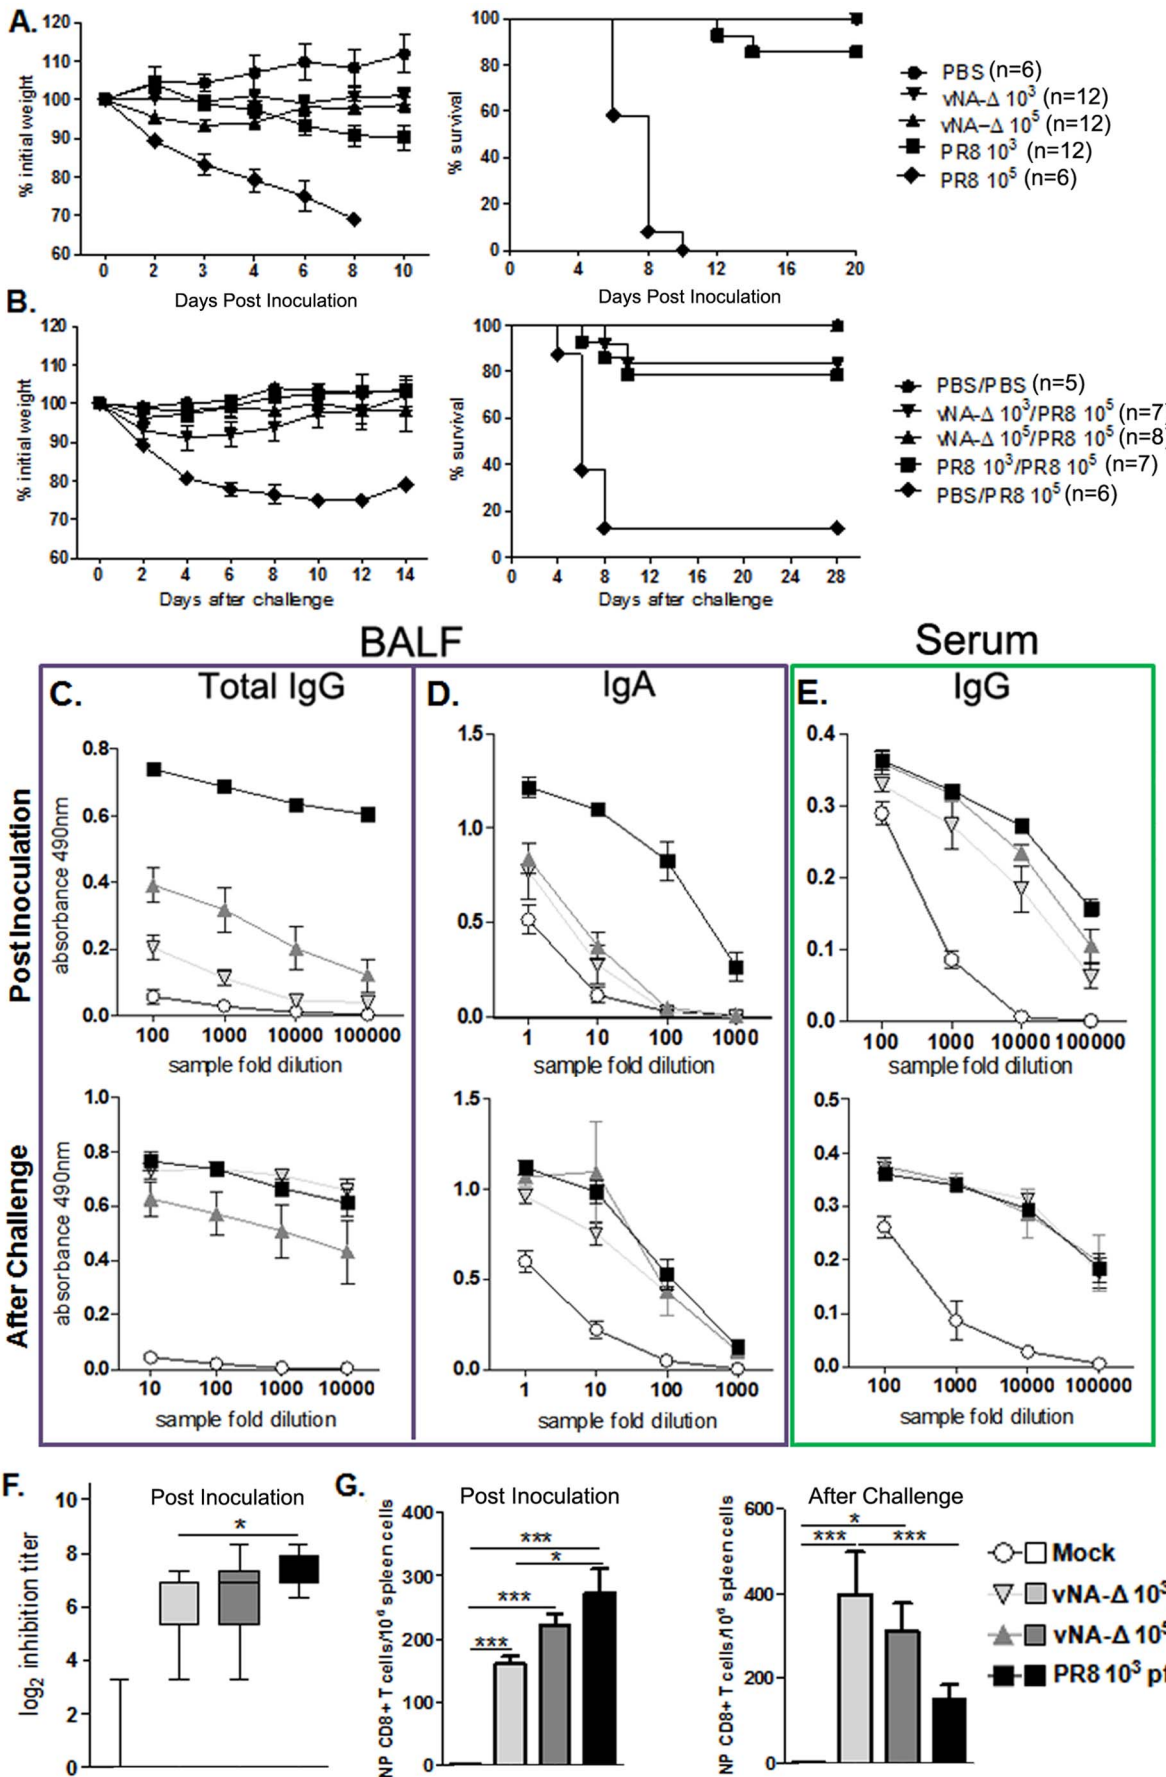 A.
120
110
100
90
80
70
60
% initial weight
0 2 3 4 6 8 10
Days Post Inoculation
100
80
60
40
20
0
% survival
0 4 8 12 16 20
Days Post Inoculation
PBS (n=6)
vNA-Δ 10³ (n=12)
vNA-Δ 10⁵ (n=12)
PR8 10³ (n=12)
PR8 10⁵ (n=6)
B.
120
110
100
90
80
70
60
% initial weight
0 2 4 6 8 10 12 14
Days after challenge
100
80
60
40
20
0
% survival
0 4 8 12 16 20 24 28
Days after challenge
PBS/PBS (n=5)
vNA-Δ 10³/PR8 10⁵ (n=7)
vNA-Δ 10⁵/PR8 10⁵ (n=8)
PR8 10³/PR8 10⁵ (n=7)
PBS/PR8 10⁵ (n=6)
BALF
Serum
Post Inoculation
C.
Total IgG
0.8
0.6
0.4
0.2
0.0
absorbance 490nm
100 1000 10000 100000
sample fold dilution
D.
IgA
1.5
1.0
0.5
0.0
1 10 100 1000
sample fold dilution
E.
IgG
0.4
0.3
0.2
0.1
0.0
100 1000 10000 100000
sample fold dilution
After Challenge
1.0
0.8
0.6
0.4
0.2
0.0
absorbance 490nm
10 100 1000 10000
sample fold dilution
1.5
1.0
0.5
0.0
1 10 100 1000
sample fold dilution
0.5
0.4
0.3
0.2
0.1
0.0
100 1000 10000 100000
sample fold dilution
F.
Post Inoculation
10
8
6
4
2
0
log₂ inhibition titer
*
G.
Post Inoculation
400
300
200
100
0
NP CD8+ T cells/10⁶ spleen cells
***
*
***
***
After Challenge
600
400
200
0
NP CD8+ T cells/10⁶ spleen cells
*
*** ***
Mock
vNA-Δ 10³
vNA-Δ 10⁵
PR8 10³